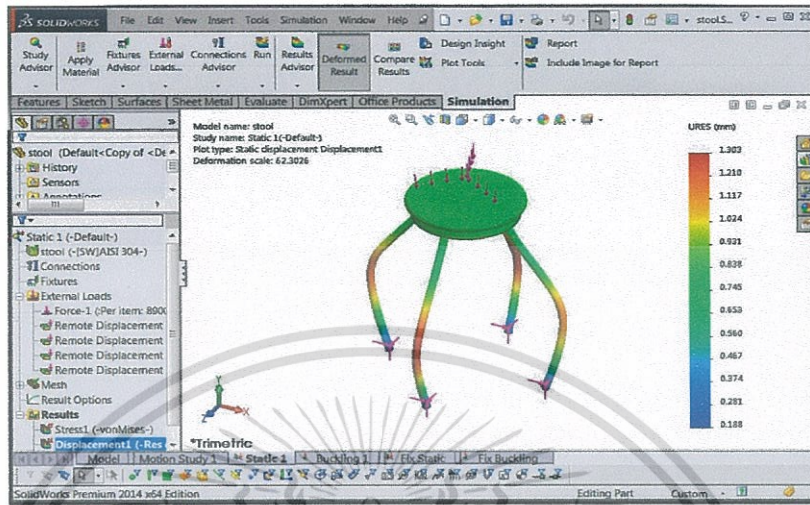 SOLIDWORKS File Edit View Insert Tools Simulation Window Help stool.S...
Study Advisor
Apply Material
Fixtures Advisor
External Loads...
Connections Advisor
Run
Results Advisor
Deformed Result
Compare Results
Design Insight
Plot Tools
Report
Include Image for Report
Features Sketch Surfaces Sheet Metal Evaluate DimXpert Office Products Simulation
stool (Default<Copy of <De
History
Sensors
Annotations
Static 1 (-Default-)
stool (-[SW]AISI 304-)
Connections
Fixtures
External Loads
Force-1 (:Per item: 890
Remote Displacement
Remote Displacement
Remote Displacement
Remote Displacement
Mesh
Result Options
Results
Stress1 (-vonMises-)
Displacement1 (-Res
Model name: stool
Study name: Static 1(-Default-)
Plot type: Static displacement Displacement1
Deformation scale: 62.3026
URES (mm)
1.303
1.210
1.117
1.024
0.931
0.838
0.745
0.653
0.560
0.467
0.374
0.281
0.188
Y
X
Z
*Trimetric
Model Motion Study 1 Static 1 Buckling 1 Fix Static Fix Buckling
SolidWorks Premium 2014 x64 Edition Editing Part Custom